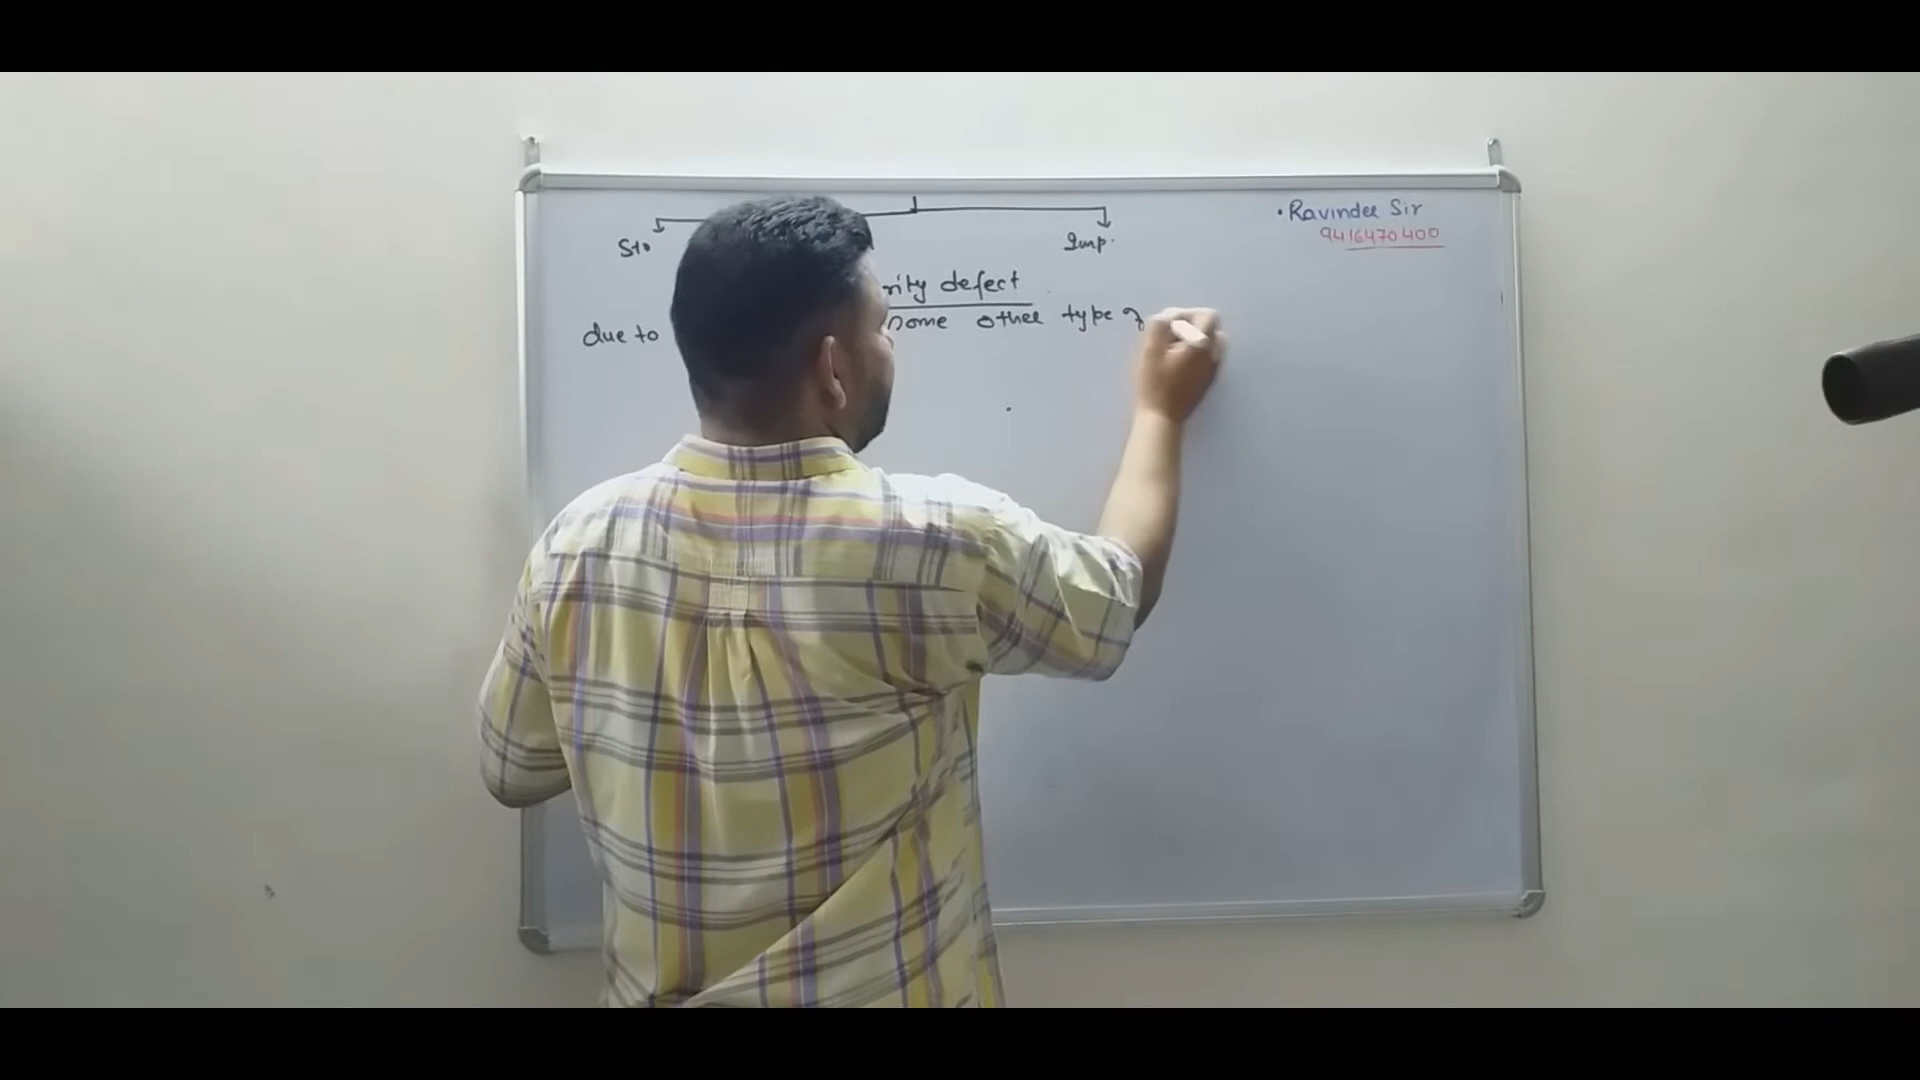 • Ravinder Sir
9416470400
Sto
Imp.
rity defect
due to some other type of